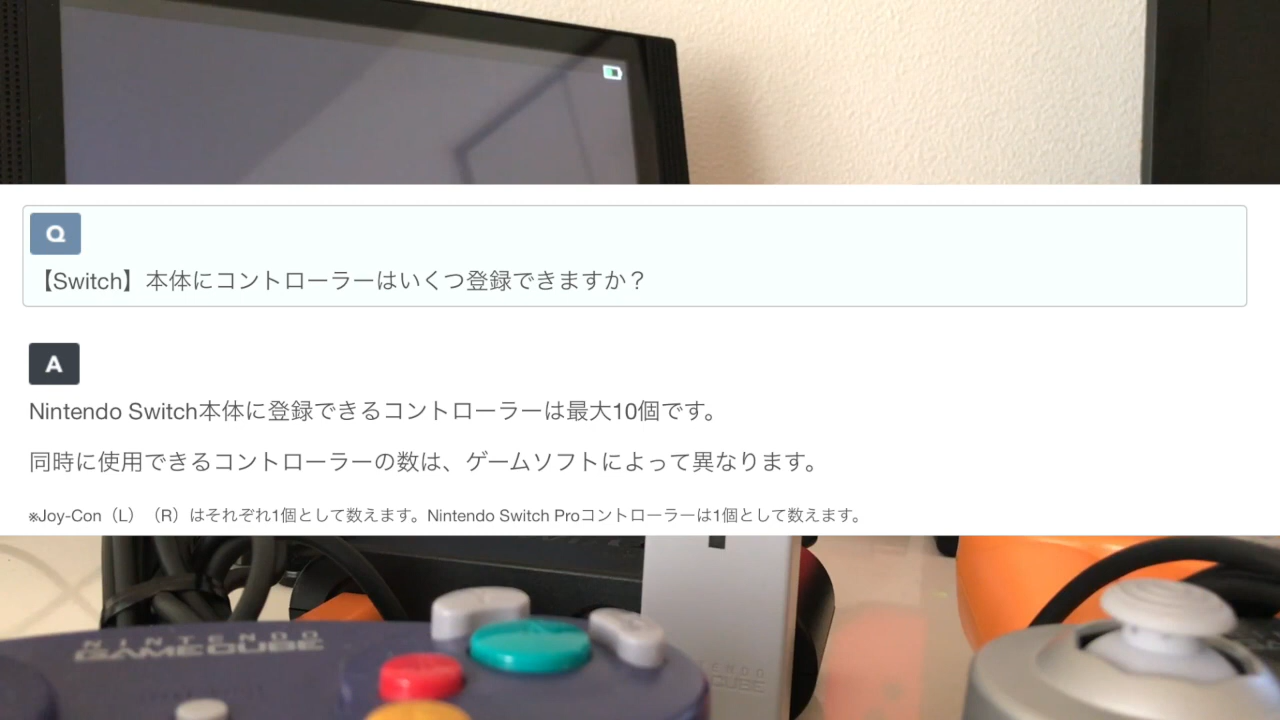 Q
【Switch】本体にコントローラーはいくつ登録できますか？
A
Nintendo Switch本体に登録できるコントローラーは最大10個です。
同時に使用できるコントローラーの数は、ゲームソフトによって異なります。
※Joy-Con（L）（R）はそれぞれ1個として数えます。Nintendo Switch Proコントローラーは1個として数えます。
NINTENDO
GAMECUBE